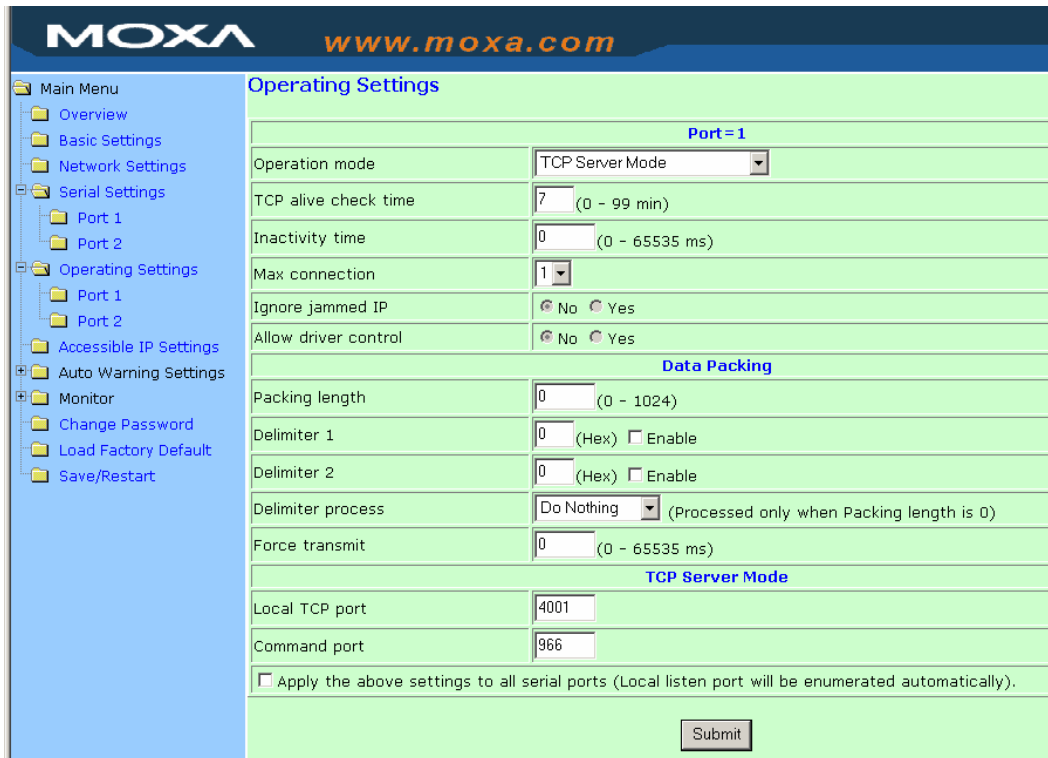 MOXA www.moxa.com
Main Menu
Overview
Basic Settings
Network Settings
Serial Settings
Port 1
Port 2
Operating Settings
Port 1
Port 2
Accessible IP Settings
Auto Warning Settings
Monitor
Change Password
Load Factory Default
Save/Restart
Operating Settings
Port=1
Operation mode TCP Server Mode
TCP alive check time 7 (0 - 99 min)
Inactivity time 0 (0 - 65535 ms)
Max connection 1
Ignore jammed IP No Yes
Allow driver control No Yes
Data Packing
Packing length 0 (0 - 1024)
Delimiter 1 0 (Hex) Enable
Delimiter 2 0 (Hex) Enable
Delimiter process Do Nothing (Processed only when Packing length is 0)
Force transmit 0 (0 - 65535 ms)
TCP Server Mode
Local TCP port 4001
Command port 966
Apply the above settings to all serial ports (Local listen port will be enumerated automatically).
Submit